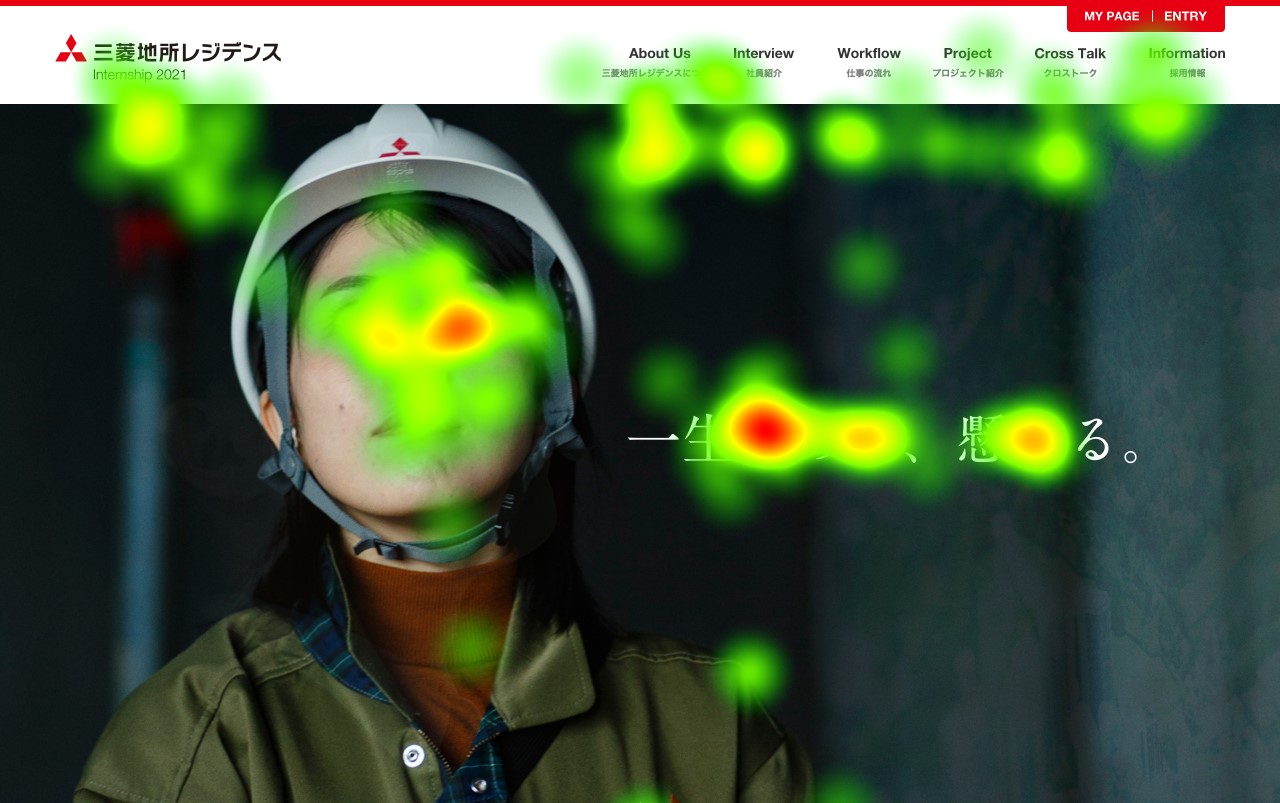 MY PAGE | ENTRY
三菱地所レジデンス
Internship 2021
About Us Interview Workflow Project Cross Talk Information
三菱地所レジデンスに 社員紹介 仕事の流れ プロジェクト紹介 クロストーク 採用情報
一生 、 懸 る。